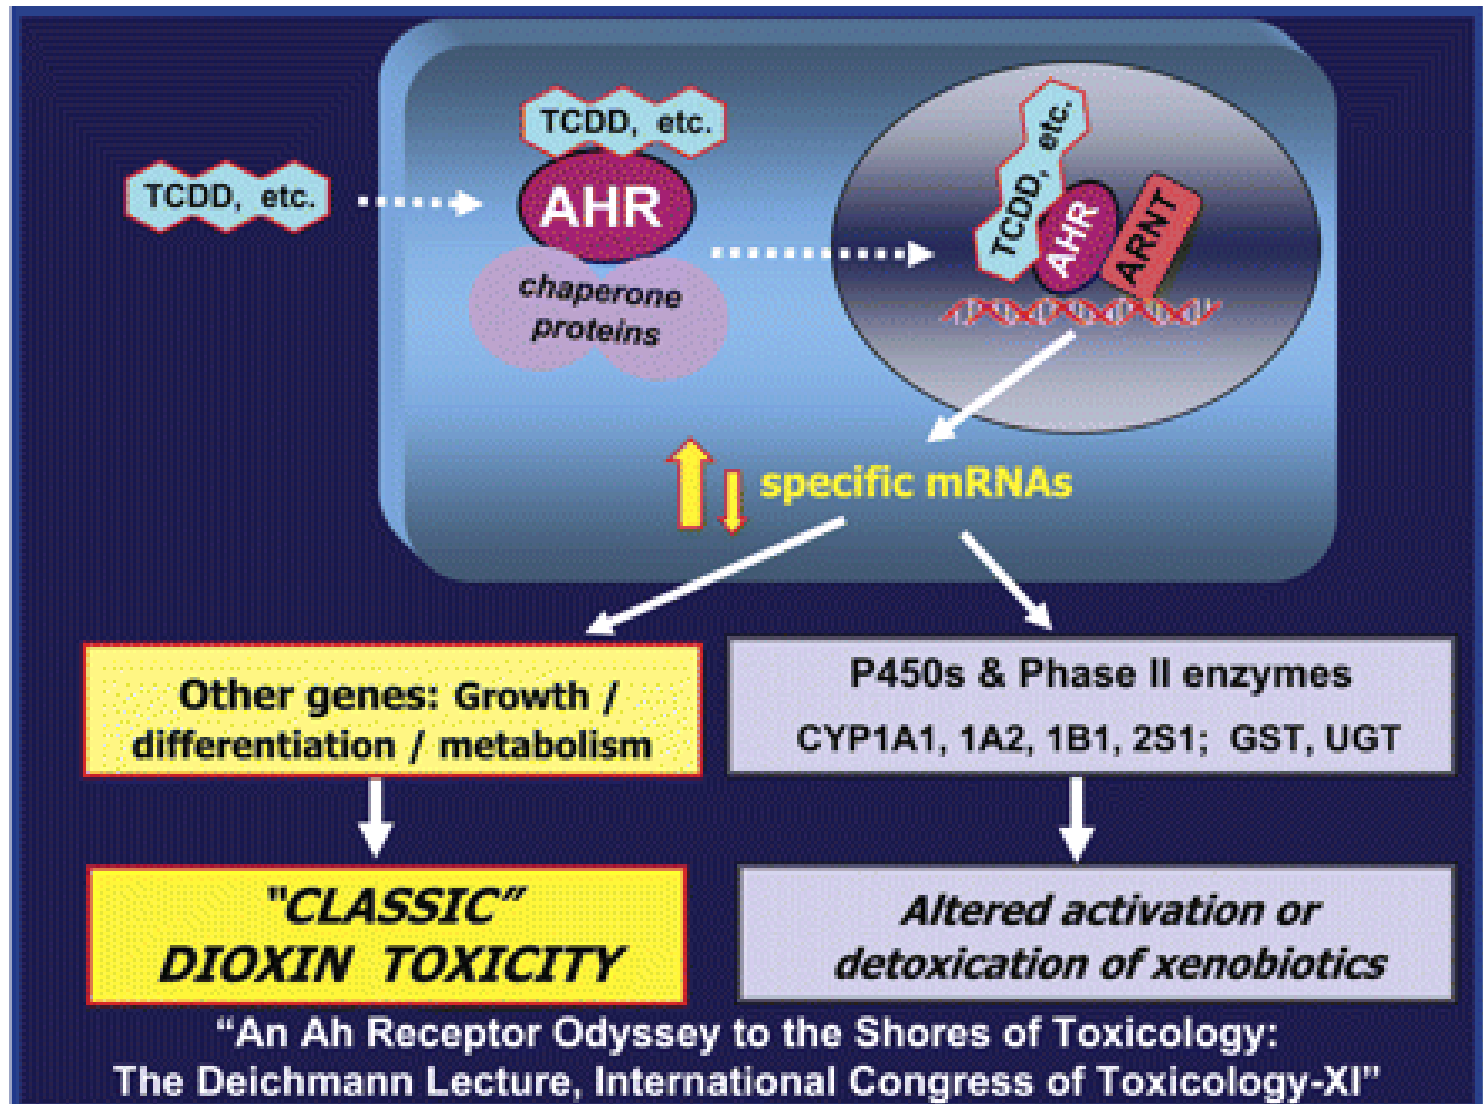 TCDD, etc.
TCDD, etc.
AHR
chaperone
proteins
TCDD, etc.
AHR
ARNT
specific mRNAs
Other genes: Growth /
differentiation / metabolism
P450s & Phase II enzymes
CYP1A1, 1A2, 1B1, 2S1; GST, UGT
"CLASSIC"
DIOXIN TOXICITY
Altered activation or
detoxication of xenobiotics
“An Ah Receptor Odyssey to the Shores of Toxicology:
The Deichmann Lecture, International Congress of Toxicology-XI”